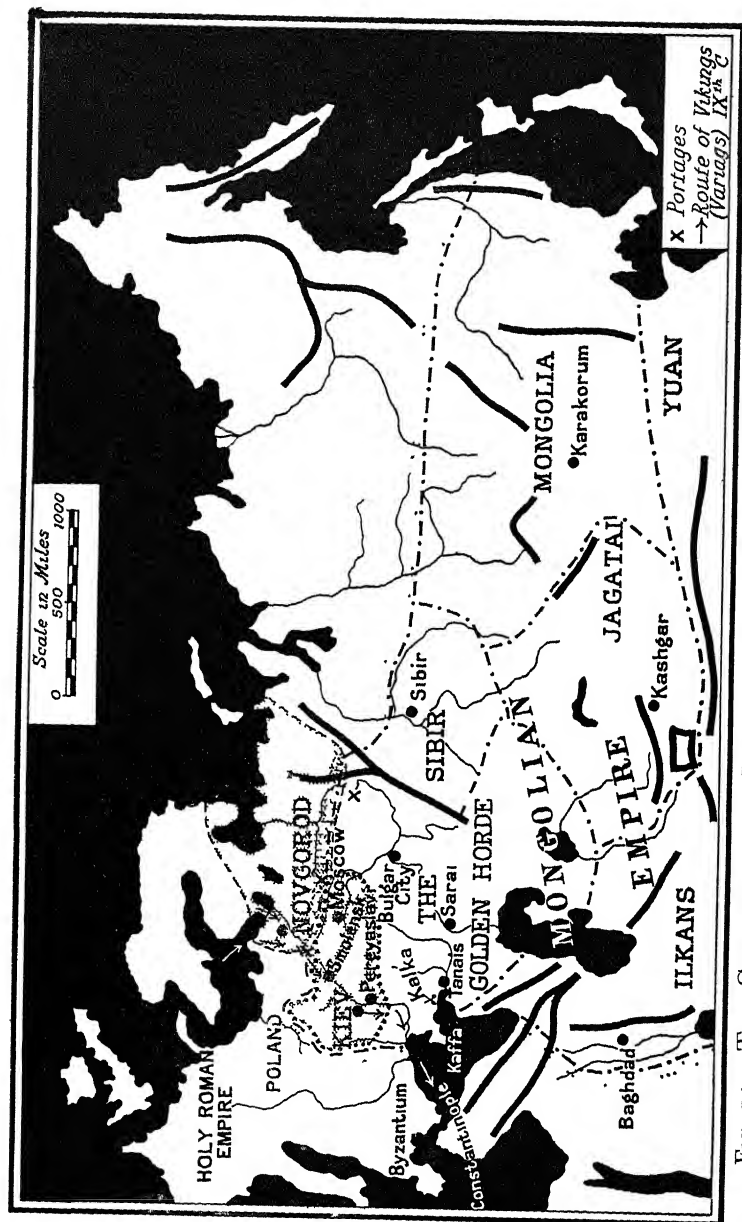 Scale in Miles
0 500 1000
HOLY ROMAN
EMPIRE
POLAND
NOVGOROD
Moscow
Smolensk
KIEV
Pereyaslavl
Bulgar
City
Sibir
SIBIR
THE
GOLDEN HORDE
Sarai
Kalka
Tanais
Kaffa
Byzantium
Constantinople
MONGOLIAN
EMPIRE
MONGOLIA
Karakorum
JAGATAI
Kashgar
YUAN
ILKANS
Baghdad
x
x Portages
→Route of Vikings
(Variags) IXth C